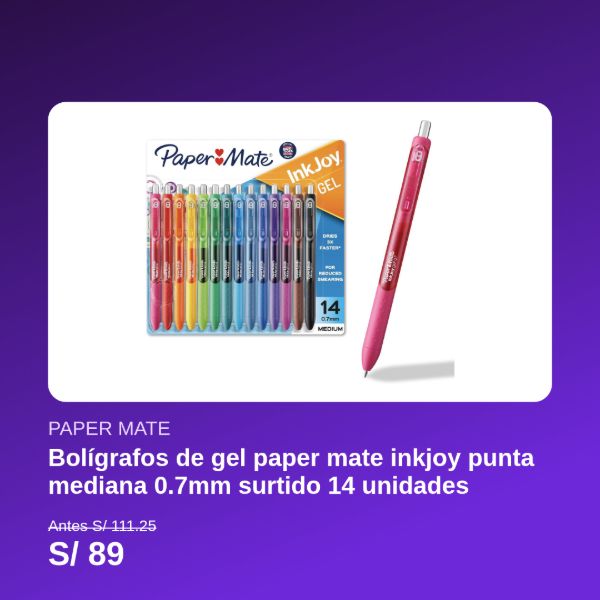 Paper Mate
InkJoy
GEL
DRIES
3X
FASTER*
FOR
REDUCED
SMEARING
14
0.7mm
MEDIUM
PAPER MATE
Bolígrafos de gel paper mate inkjoy punta
mediana 0.7mm surtido 14 unidades
Antes S/ 111.25
S/ 89